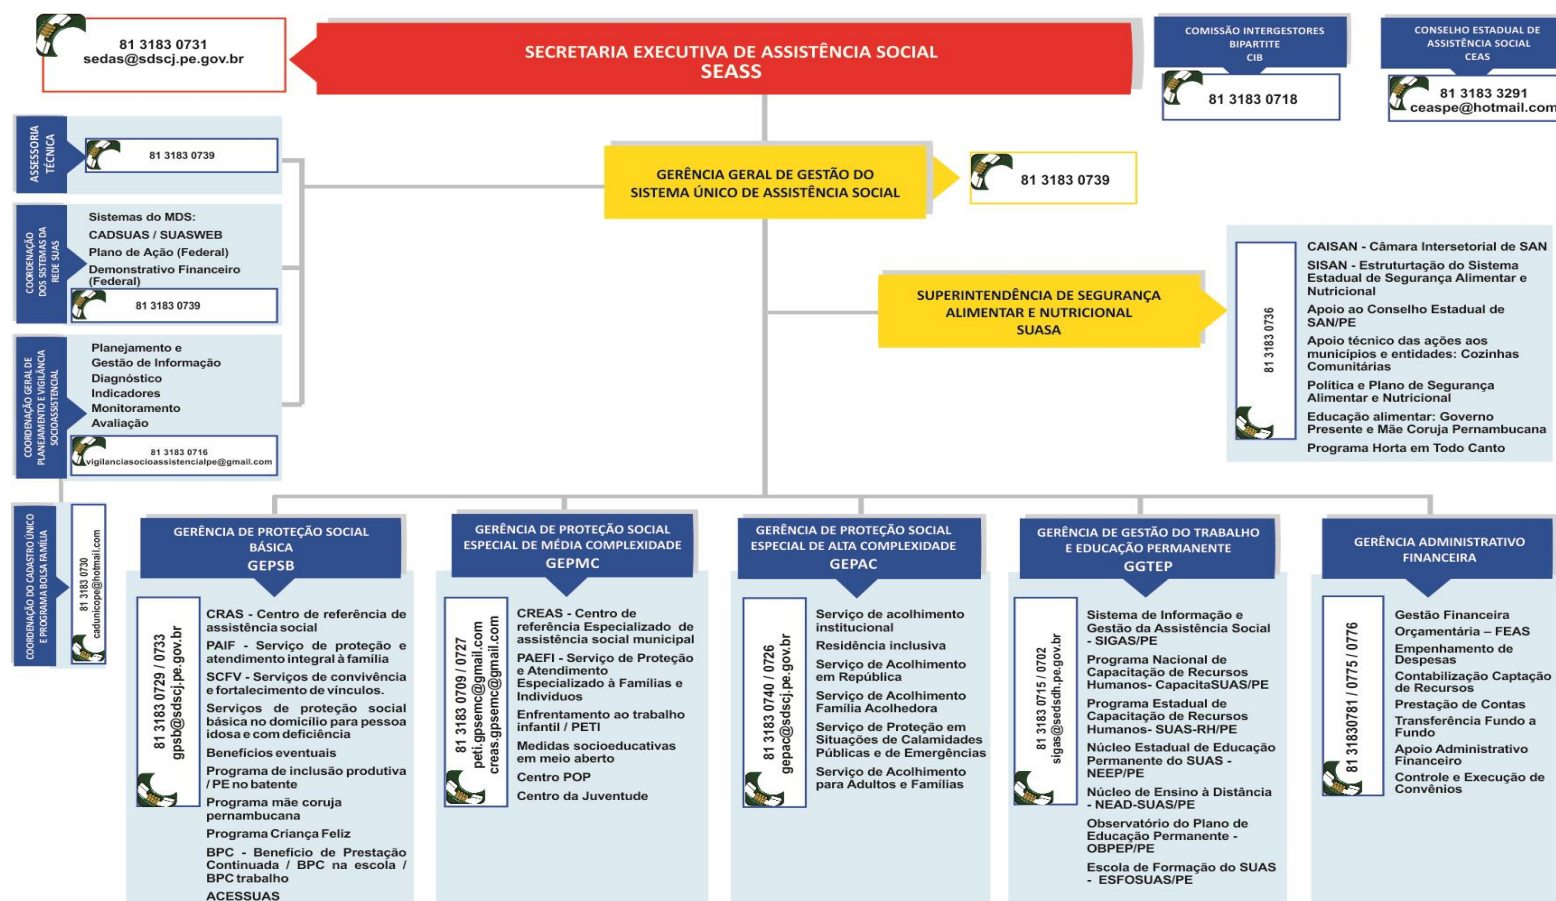 81 3183 0731
sedas@sdscj.pe.gov.br
SECRETARIA EXECUTIVA DE ASSISTÊNCIA SOCIAL
SEASS
COMISSÃO INTERGESTORES
BIPARTITE
CIB
81 3183 0718
CONSELHO ESTADUAL DE
ASSISTÊNCIA SOCIAL
CEAS
81 3183 3291
ceaspe@hotmail.com
ASSESSORIA
TÉCNICA
81 3183 0739
GERÊNCIA GERAL DE GESTÃO DO
SISTEMA ÚNICO DE ASSISTÊNCIA SOCIAL
81 3183 0739
COORDENAÇÃO
DOS SISTEMAS DA
REDE SUAS
Sistemas do MDS:
CADSUAS / SUASWEB
Plano de Ação (Federal)
Demonstrativo Financeiro
(Federal)
81 3183 0739
SUPERINTENDÊNCIA DE SEGURANÇA
ALIMENTAR E NUTRICIONAL
SUASA
81 3183 0736
CAISAN - Câmara Intersetorial de SAN
SISAN - Estruturtação do Sistema
Estadual de Segurança Alimentar e
Nutricional
Apoio ao Conselho Estadual de
SAN/PE
Apoio técnico das ações aos
municípios e entidades: Cozinhas
Comunitárias
Política e Plano de Segurança
Alimentar e Nutricional
Educação alimentar: Governo
Presente e Mãe Coruja Pernambucana
Programa Horta em Todo Canto
COORDENAÇÃO GERAL DE
PLANEJAMENTO E VIGILÂNCIA
SOCIOASSISTENCIAL
Planejamento e
Gestão de Informação
Diagnóstico
Indicadores
Monitoramento
Avaliação
81 3183 0716
vigilanciasocioassistencialpe@gmail.com
COORDENAÇÃO DO CADASTRO ÚNICO
E PROGRAMA BOLSA FAMÍLIA
81 3183 0730
cadunicope@hotmail.com
GERÊNCIA DE PROTEÇÃO SOCIAL
BÁSICA
GEPSB
81 3183 0729 / 0733
gpsb@sdscj.pe.gov.br
CRAS - Centro de referência de
assistência social
PAIF - Serviço de proteção e
atendimento integral à família
SCFV - Serviços de convivência
e fortalecimento de vínculos.
Serviços de proteção social
básica no domicílio para pessoa
idosa e com deficiência
Benefícios eventuais
Programa de inclusão produtiva
/ PE no batente
Programa mãe coruja
pernambucana
Programa Criança Feliz
BPC - Benefício de Prestação
Continuada / BPC na escola /
BPC trabalho
ACESSUAS
GERÊNCIA DE PROTEÇÃO SOCIAL
ESPECIAL DE MÉDIA COMPLEXIDADE
GEPMC
81 3183 0709 / 0727
peti.gpsemc@gmail.com
creas.gpsemc@gmail.com
CREAS - Centro de
referência Especializado de
assistência social municipal
PAEFI - Serviço de Proteção
e Atendimento
Especializado à Famílias e
Indivíduos
Enfrentamento ao trabalho
infantil / PETI
Medidas socioeducativas
em meio aberto
Centro POP
Centro da Juventude
GERÊNCIA DE PROTEÇÃO SOCIAL
ESPECIAL DE ALTA COMPLEXIDADE
GEPAC
81 3183 0740 / 0726
gepac@sdscj.pe.gov.br
Serviço de acolhimento
institucional
Residência inclusiva
Serviço de Acolhimento
em República
Serviço de Acolhimento
Família Acolhedora
Serviço de Proteção em
Situações de Calamidades
Públicas e de Emergências
Serviço de Acolhimento
para Adultos e Famílias
GERÊNCIA DE GESTÃO DO TRABALHO
E EDUCAÇÃO PERMANENTE
GGTEP
81 3183 0715 / 0702
sigas@sedsdh.pe.gov.br
Sistema de Informação e
Gestão da Assistência Social
- SIGAS/PE
Programa Nacional de
Capacitação de Recursos
Humanos- CapacitaSUAS/PE
Programa Estadual de
Capacitação de Recursos
Humanos- SUAS-RH/PE
Núcleo Estadual de Educação
Permanente do SUAS -
NEEP/PE
Núcleo de Ensino à Distância
- NEAD-SUAS/PE
Observatório do Plano de
Educação Permanente -
OBPEP/PE
Escola de Formação do SUAS
- ESFOSUAS/PE
GERÊNCIA ADMINISTRATIVO
FINANCEIRA
81 31830781 / 0775/ 0776
Gestão Financeira
Orçamentária – FEAS
Empenhamento de
Despesas
Contabilização Captação
de Recursos
Prestação de Contas
Transferência Fundo a
Fundo
Apoio Administrativo
Financeiro
Controle e Execução de
Convênios